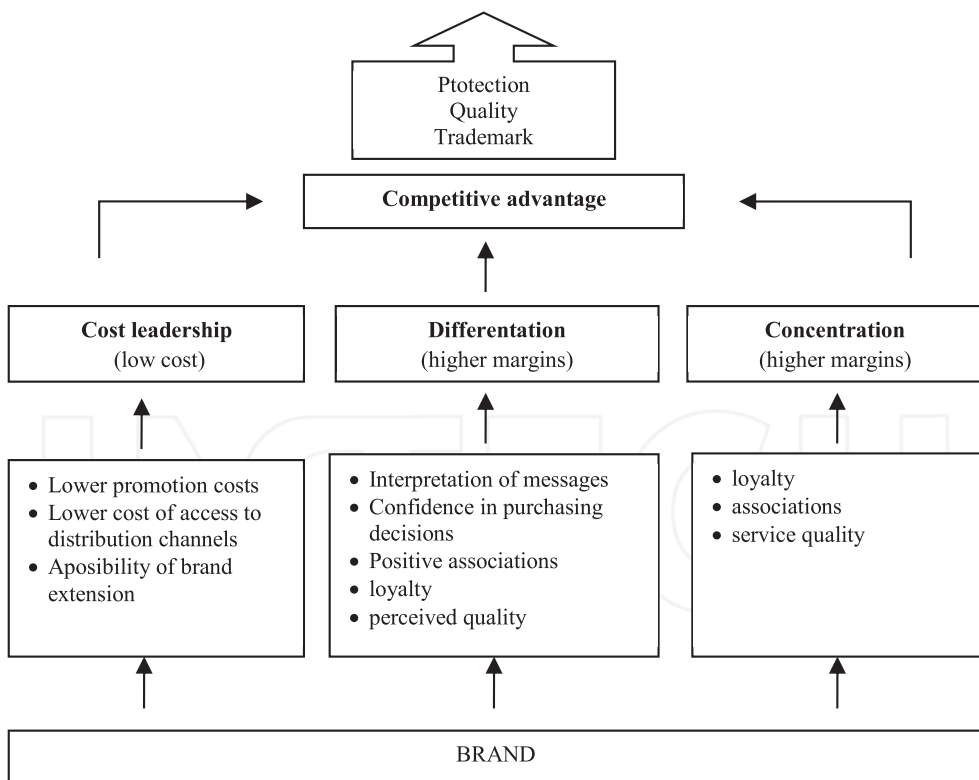 Ptotection
Quality
Trademark
Competitive advantage
Cost leadership
(low cost)
Differentation
(higher margins)
Concentration
(higher margins)
• Lower promotion costs
• Lower cost of access to
distribution channels
• Aposibility of brand
extension
• Interpretation of messages
• Confidence in purchasing
decisions
• Positive associations
• loyalty
• perceived quality
• loyalty
• associations
• service quality
BRAND